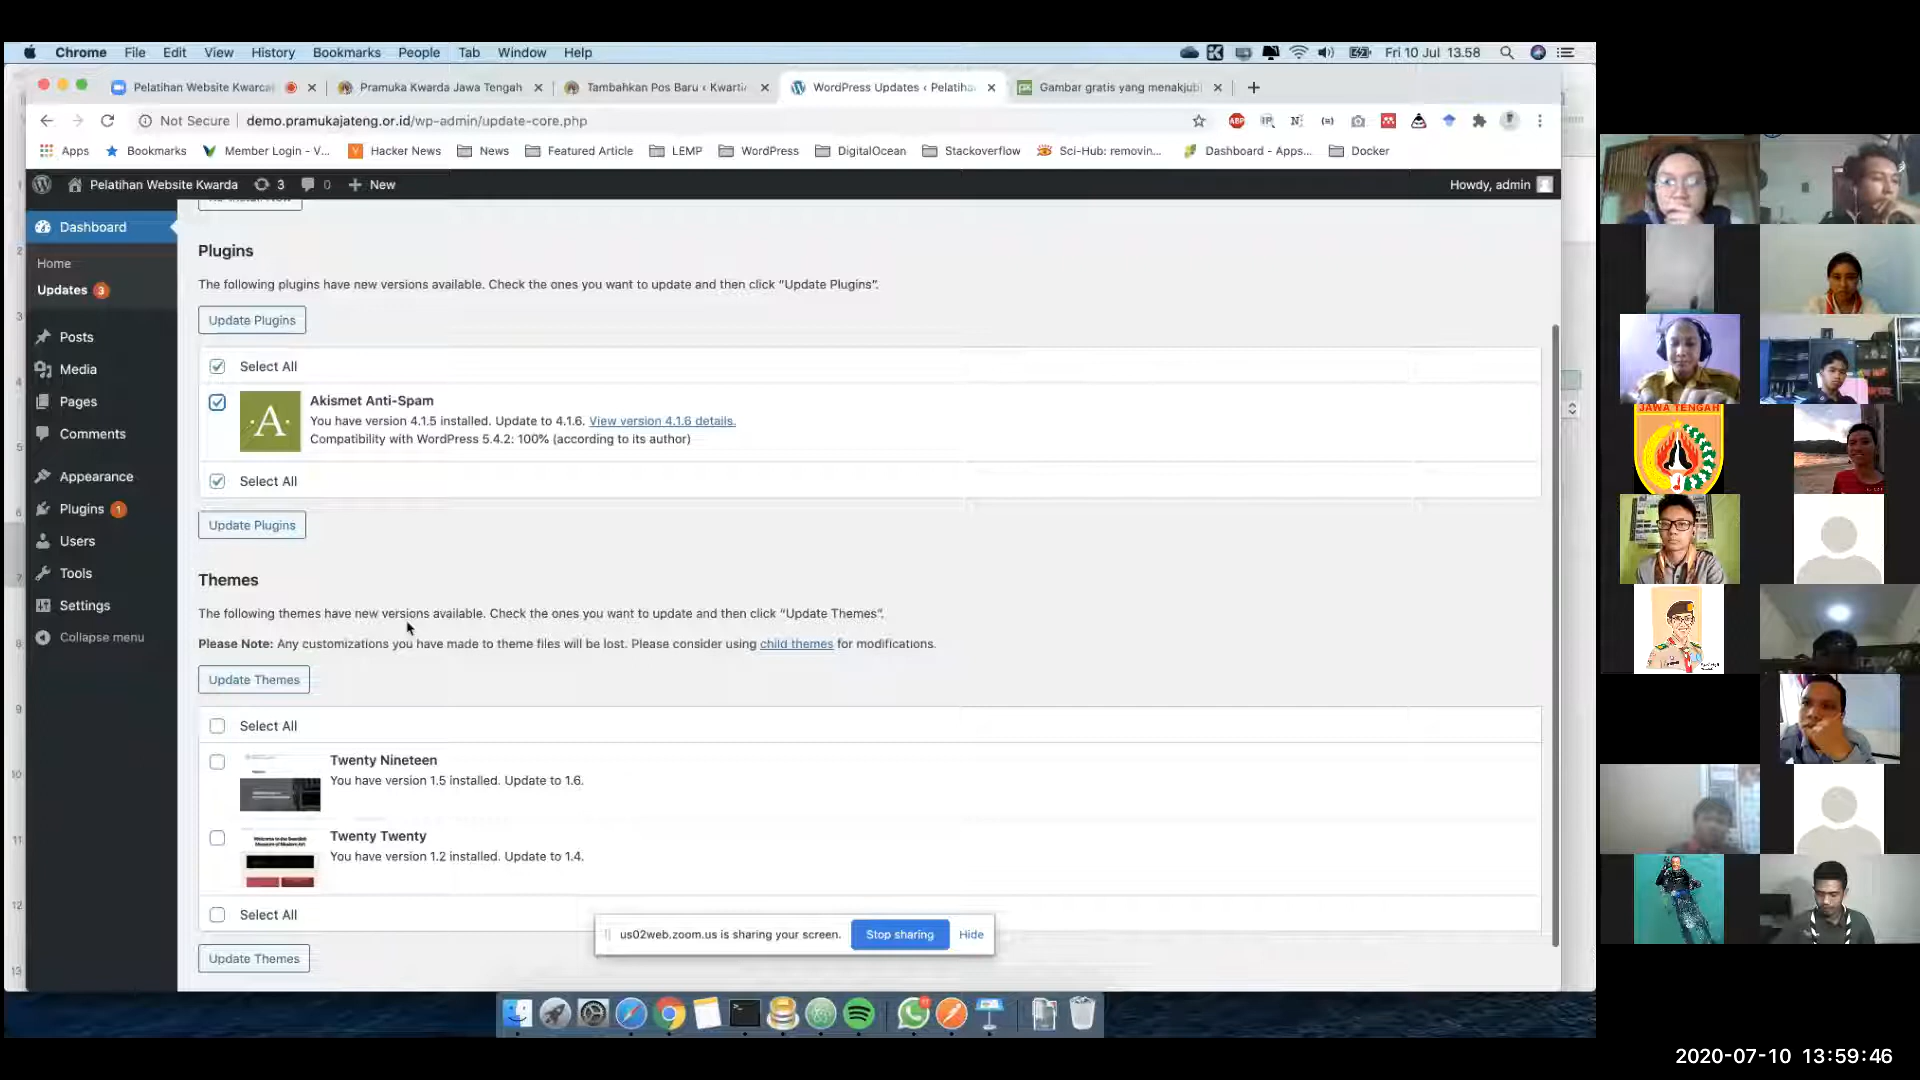 Chrome File Edit View History Bookmarks People Tab Window Help
Fri 10 Jul 13.58
Pelatihan Website Kwarca
Pramuka Kwarda Jawa Tengah
Tambahkan Pos Baru ‹ Kwarti
WordPress Updates ‹ Pelatiha
Gambar gratis yang menakjub
Not Secure demo.pramukajateng.or.id/wp-admin/update-core.php
Apps Bookmarks Member Login - V... Hacker News News Featured Article LEMP WordPress DigitalOcean Stackoverflow Sci-Hub: removin... Dashboard - Apps... Docker
Pelatihan Website Kwarda 3 0 New
Howdy, admin
Dashboard
Home
Updates 3
Posts
Media
Pages
Comments
Appearance
Plugins 1
Users
Tools
Settings
Collapse menu
Plugins
The following plugins have new versions available. Check the ones you want to update and then click “Update Plugins”.
Update Plugins
Select All
Akismet Anti-Spam
You have version 4.1.5 installed. Update to 4.1.6. View version 4.1.6 details.
Compatibility with WordPress 5.4.2: 100% (according to its author)
Select All
Update Plugins
Themes
The following themes have new versions available. Check the ones you want to update and then click “Update Themes”.
Please Note: Any customizations you have made to theme files will be lost. Please consider using child themes for modifications.
Update Themes
Select All
Twenty Nineteen
You have version 1.5 installed. Update to 1.6.
Twenty Twenty
You have version 1.2 installed. Update to 1.4.
Select All
Update Themes
us02web.zoom.us is sharing your screen. Stop sharing Hide
JAWA TENGAH
2020-07-10 13:59:46